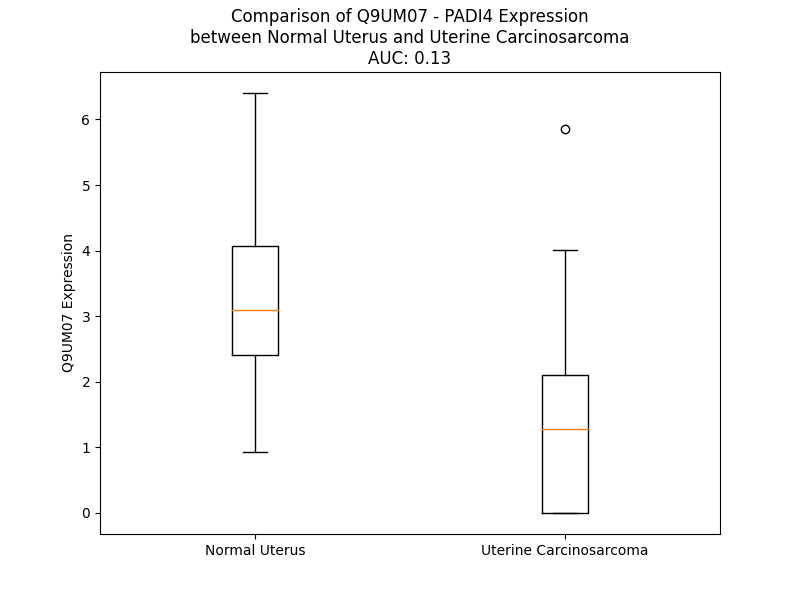 Comparison of Q9UM07 - PADI4 Expression
between Normal Uterus and Uterine Carcinosarcoma
AUC: 0.13
Q9UM07 Expression
6
5
4
3
2
1
0
Normal Uterus
Uterine Carcinosarcoma